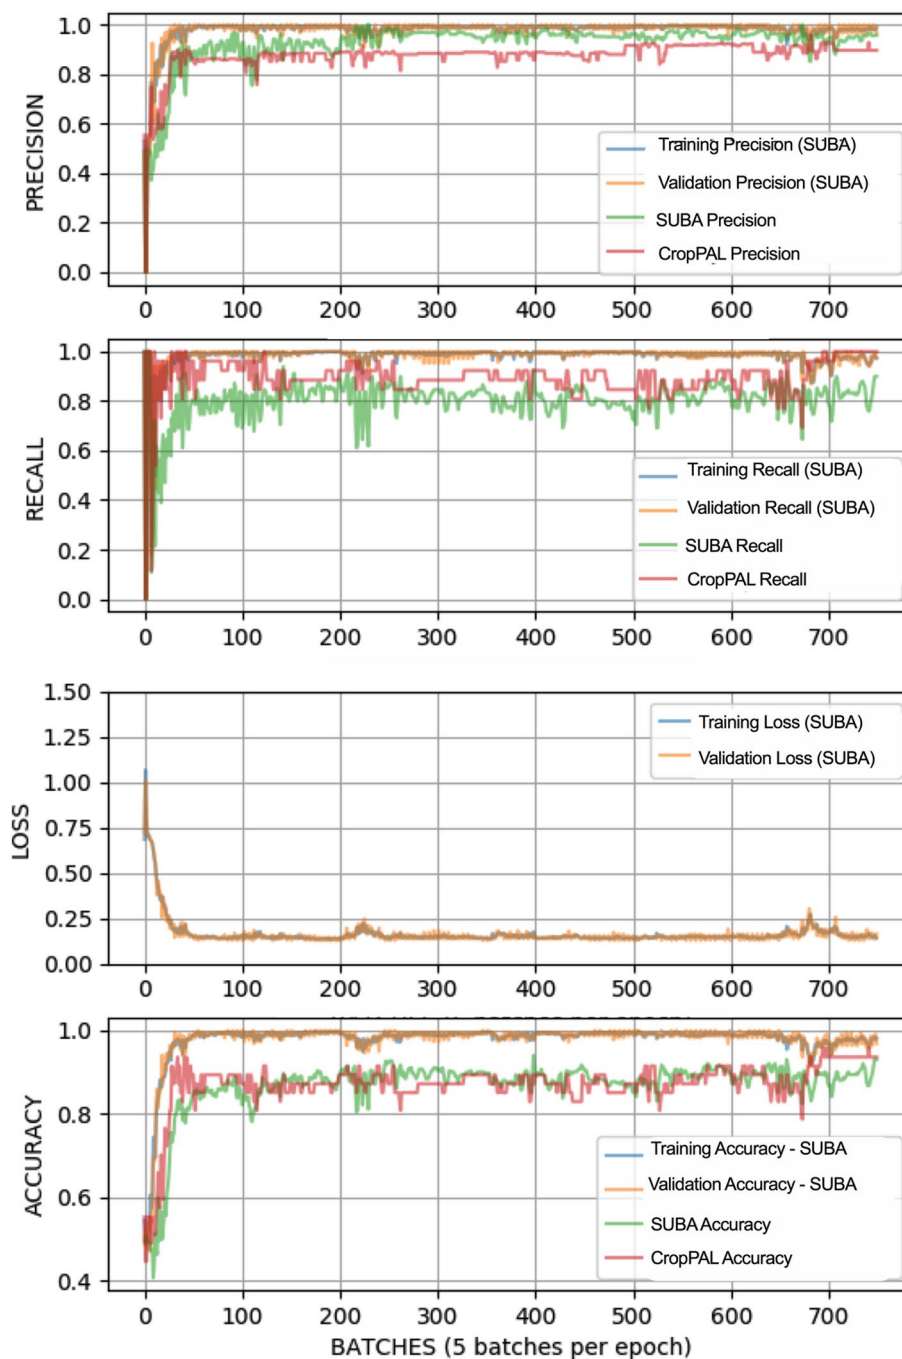 1.0
0.8
0.6
0.4
0.2
0.0
PRECISION
Training Precision (SUBA)
Validation Precision (SUBA)
SUBA Precision
CropPAL Precision
0 100 200 300 400 500 600 700
1.0
0.8
0.6
0.4
0.2
0.0
RECALL
Training Recall (SUBA)
Validation Recall (SUBA)
SUBA Recall
CropPAL Recall
0 100 200 300 400 500 600 700
1.50
1.25
1.00
0.75
0.50
0.25
0.00
LOSS
Training Loss (SUBA)
Validation Loss (SUBA)
0 100 200 300 400 500 600 700
1.0
0.8
0.6
0.4
ACCURACY
Training Accuracy - SUBA
Validation Accuracy - SUBA
SUBA Accuracy
CropPAL Accuracy
0 100 200 300 400 500 600 700
BATCHES (5 batches per epoch)